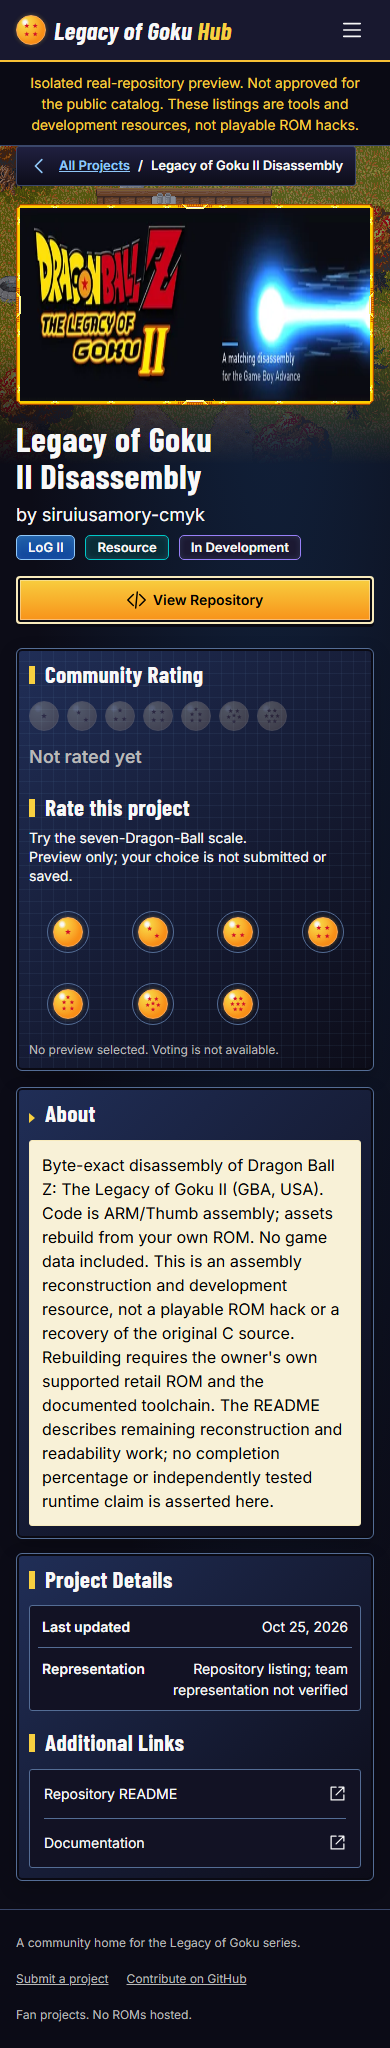 Legacy of Goku Hub
Isolated real-repository preview. Not approved for
the public catalog. These listings are tools and
development resources, not playable ROM hacks.
All Projects / Legacy of Goku II Disassembly
DRAGON BALL Z
THE LEGACY OF
GOKU II
A matching disassembly
for the Game Boy Advance
Legacy of Goku
II Disassembly
by siruiusamory-cmyk
LoG II Resource In Development
View Repository
Community Rating
Not rated yet
Rate this project
Try the seven-Dragon-Ball scale.
Preview only; your choice is not submitted or
saved.
No preview selected. Voting is not available.
About
Byte-exact disassembly of Dragon Ball
Z: The Legacy of Goku II (GBA, USA).
Code is ARM/Thumb assembly; assets
rebuild from your own ROM. No game
data included. This is an assembly
reconstruction and development
resource, not a playable ROM hack or a
recovery of the original C source.
Rebuilding requires the owner's own
supported retail ROM and the
documented toolchain. The README
describes remaining reconstruction and
readability work; no completion
percentage or independently tested
runtime claim is asserted here.
Project Details
Last updated Oct 25, 2026
Representation Repository listing; team
representation not verified
Additional Links
Repository README
Documentation
A community home for the Legacy of Goku series.
Submit a project Contribute on GitHub
Fan projects. No ROMs hosted.